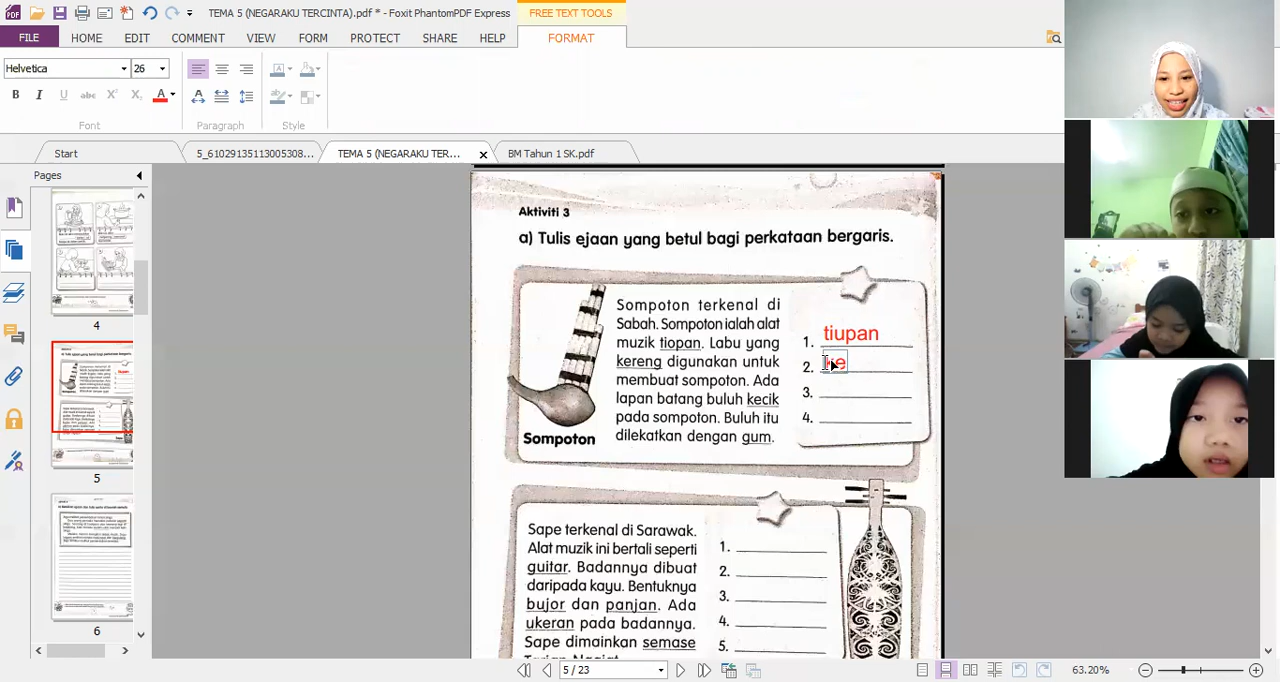 TEMA 5 (NEGARAKU TERCINTA).pdf * - Foxit PhantomPDF Express
FREE TEXT TOOLS
FILE HOME EDIT COMMENT VIEW FORM PROTECT SHARE HELP FORMAT
Helvetica 26
B I U abc X² X₂ A
Font Paragraph Style
Start 5_61029135113005308... TEMA 5 (NEGARAKU TER... BM Tahun 1 SK.pdf
Pages
4
5
6
Aktiviti 3
a) Tulis ejaan yang betul bagi perkataan bergaris.
Sompoton terkenal di
Sabah. Sompoton ialah alat
muzik tiopan. Labu yang
kereng digunakan untuk
membuat sompoton. Ada
lapan batang buluh kecik
pada sompoton. Buluh itu
dilekatkan dengan gum.
Sompoton
1. tiupan
2. ke
3.
4.
Sape terkenal di Sarawak.
Alat muzik ini bertali seperti
guitar. Badannya dibuat
daripada kayu. Bentuknya
bujor dan panjan. Ada
ukeran pada badannya.
Sape dimainkan semase
1.
2.
3.
4.
5.
5 / 23
63.20%